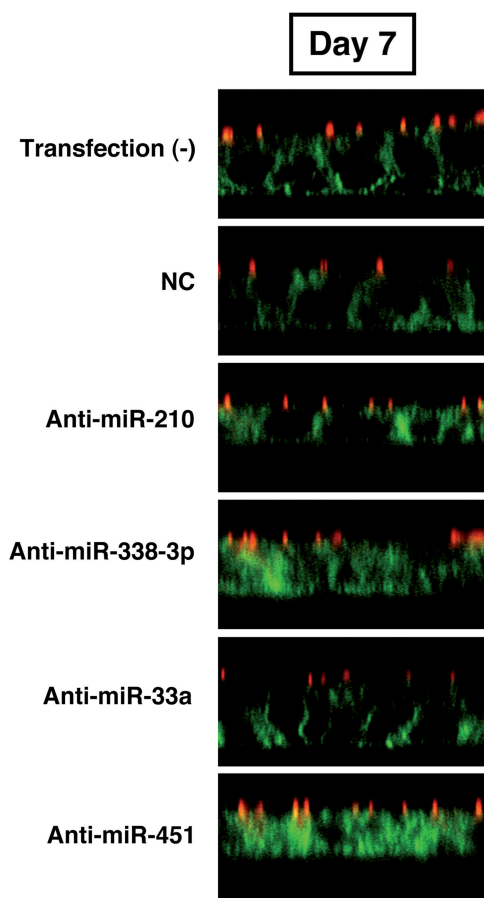 Day 7
Transfection (-)
NC
Anti-miR-210
Anti-miR-338-3p
Anti-miR-33a
Anti-miR-451